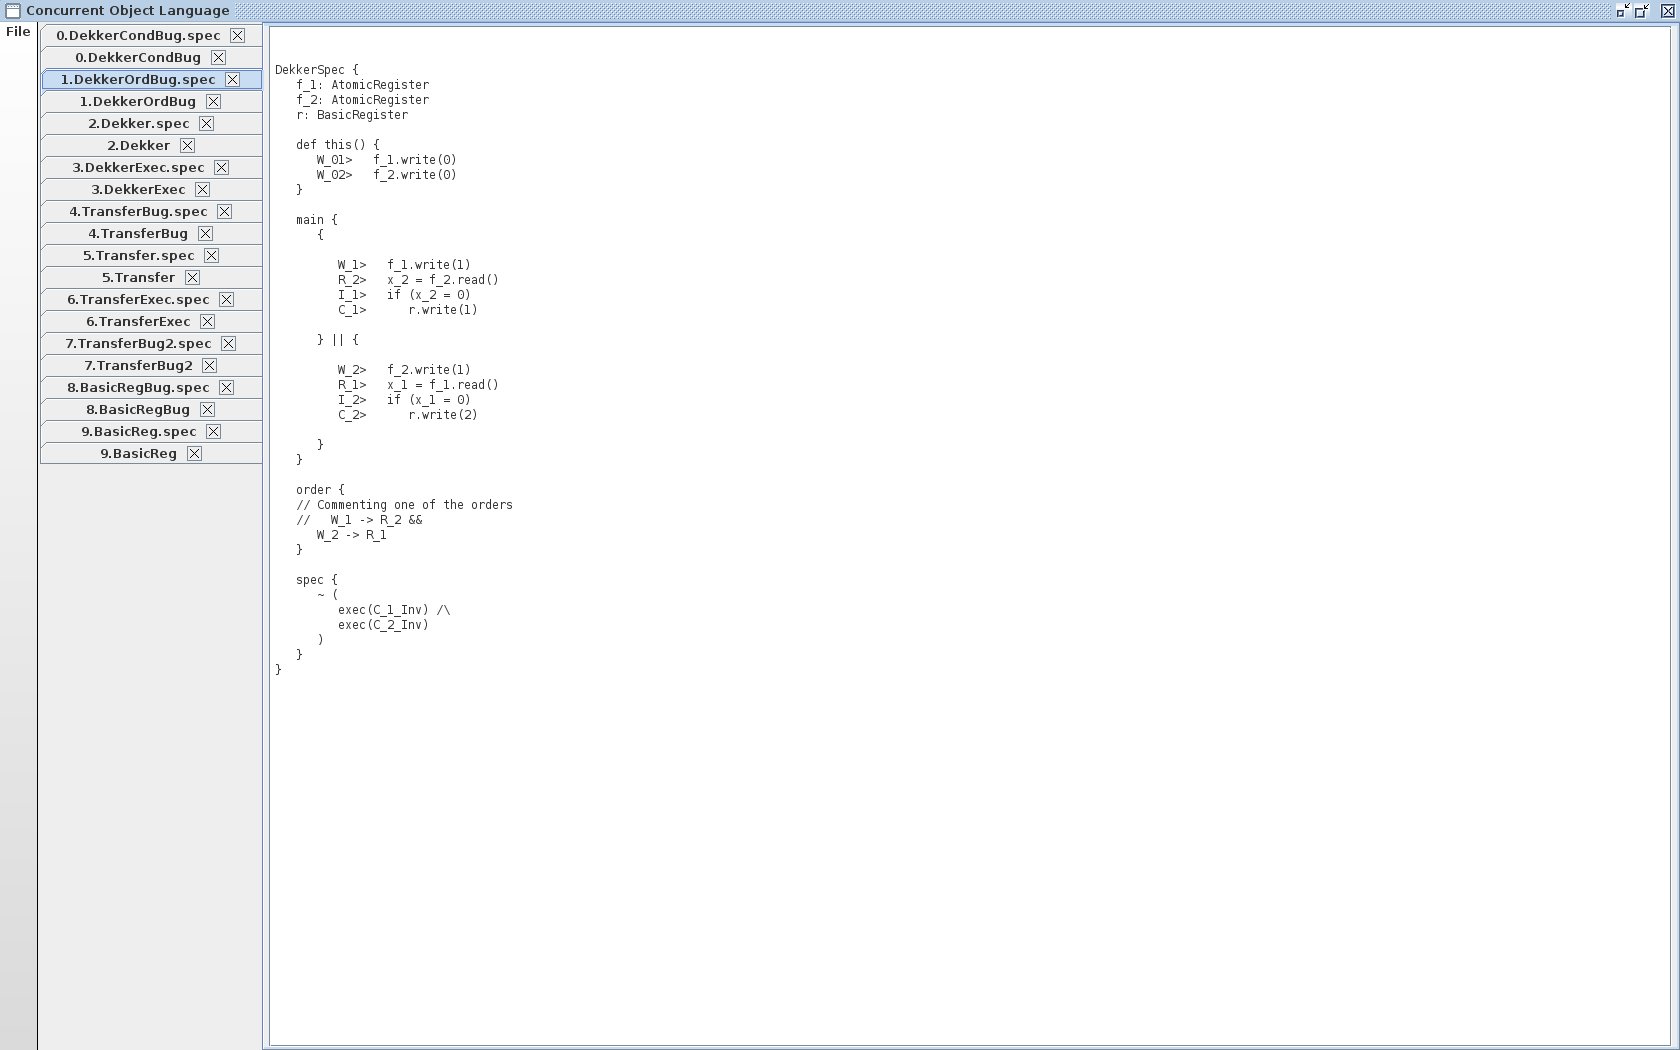 Concurrent Object Language
File
0.DekkerCondBug.spec
0.DekkerCondBug
1.DekkerOrdBug.spec
1.DekkerOrdBug
2.Dekker.spec
2.Dekker
3.DekkerExec.spec
3.DekkerExec
4.TransferBug.spec
4.TransferBug
5.Transfer.spec
5.Transfer
6.TransferExec.spec
6.TransferExec
7.TransferBug2.spec
7.TransferBug2
8.BasicRegBug.spec
8.BasicRegBug
9.BasicReg.spec
9.BasicReg
DekkerSpec {
   f_1: AtomicRegister
   f_2: AtomicRegister
   r: BasicRegister
   def this() {
      W_01>   f_1.write(0)
      W_02>   f_2.write(0)
   }
   main {
      {
         W_1>   f_1.write(1)
         R_2>   x_2 = f_2.read()
         I_1>   if (x_2 = 0)
         C_1>      r.write(1)
      } || {
         W_2>   f_2.write(1)
         R_1>   x_1 = f_1.read()
         I_2>   if (x_1 = 0)
         C_2>      r.write(2)
      }
   }
   order {
   // Commenting one of the orders
   //   W_1 -> R_2 &&
      W_2 -> R_1
   }
   spec {
      ~ (
         exec(C_1_Inv) /\
         exec(C_2_Inv)
      )
   }
}